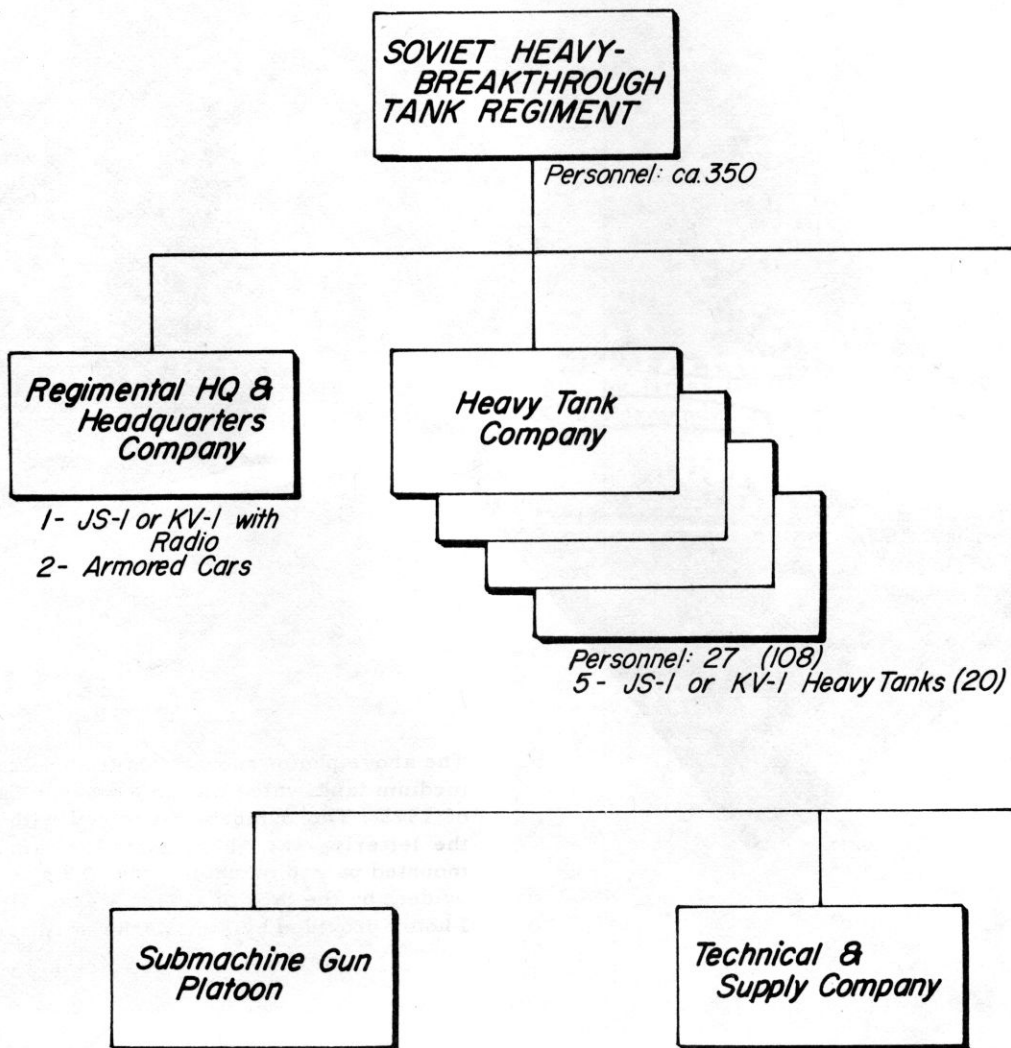 SOVIET HEAVY-
BREAKTHROUGH
TANK REGIMENT
Personnel: ca. 350
Regimental HQ &
Headquarters
Company
1- JS-1 or KV-1 with
Radio
2- Armored Cars
Heavy Tank
Company
Personnel: 27 (108)
5- JS-1 or KV-1 Heavy Tanks (20)
Submachine Gun
Platoon
Technical &
Supply Company